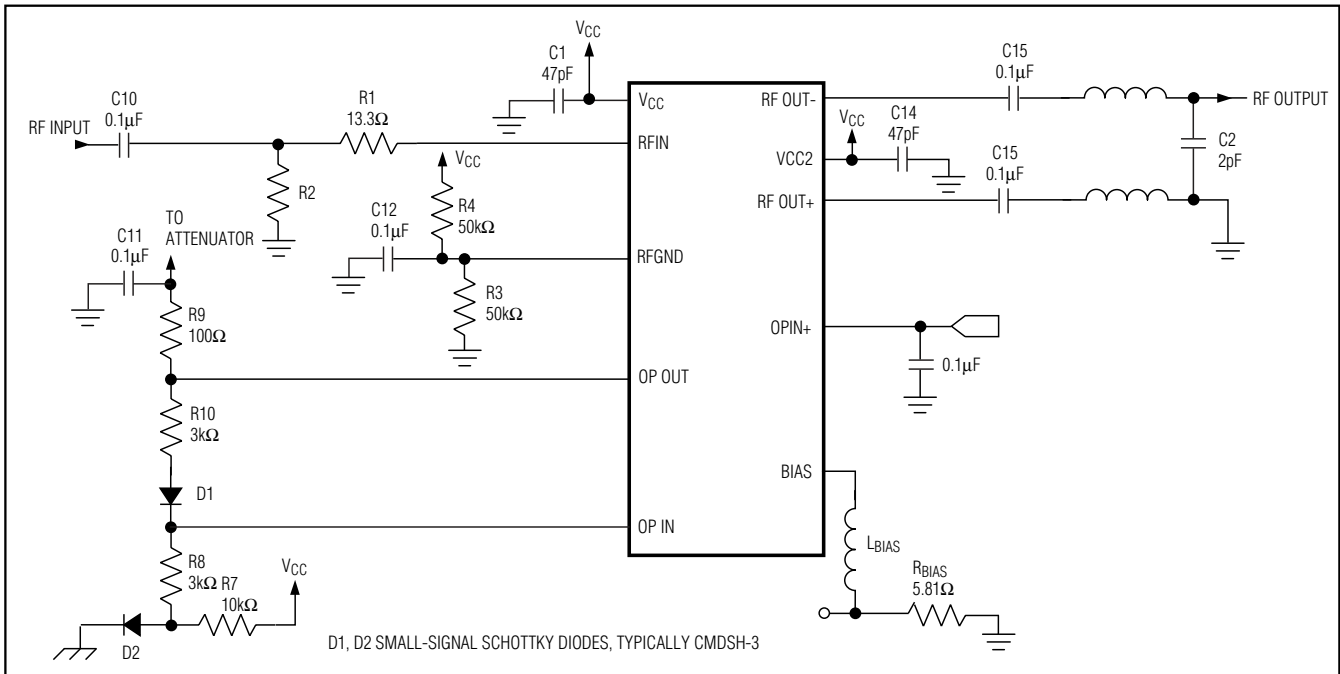 VCC
C1
47pF
C10
0.1µF
RF INPUT
R1
13.3Ω
R2
VCC
RFIN
VCC
R4
50kΩ
C12
0.1µF
RFGND
R3
50kΩ
TO
ATTENUATOR
C11
0.1µF
R9
100Ω
OP OUT
R10
3kΩ
D1
OP IN
R8
3kΩ
R7
10kΩ
VCC
D2
RF OUT-
C15
0.1µF
RF OUTPUT
VCC
C14
47pF
VCC2
C2
2pF
C15
0.1µF
RF OUT+
OPIN+
0.1µF
BIAS
LBIAS
RBIAS
5.81Ω
D1, D2 SMALL-SIGNAL SCHOTTKY DIODES, TYPICALLY CMDSH-3